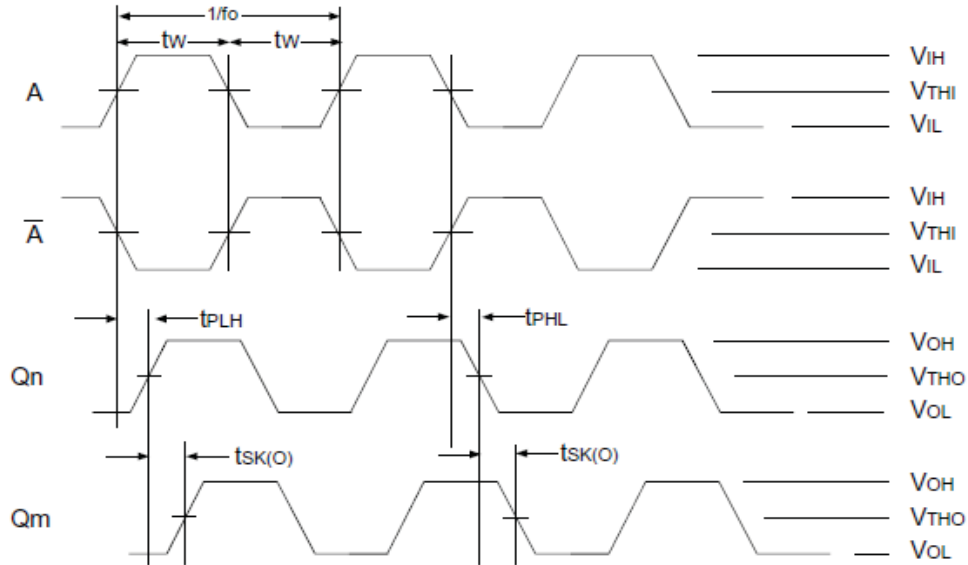 1/fo
tW tW
A
VIH
VTHI
VIL
A
VIH
VTHI
VIL
tPLH
tPHL
Qn
VOH
VTHO
VOL
tSK(O)
tSK(O)
Qm
VOH
VTHO
VOL